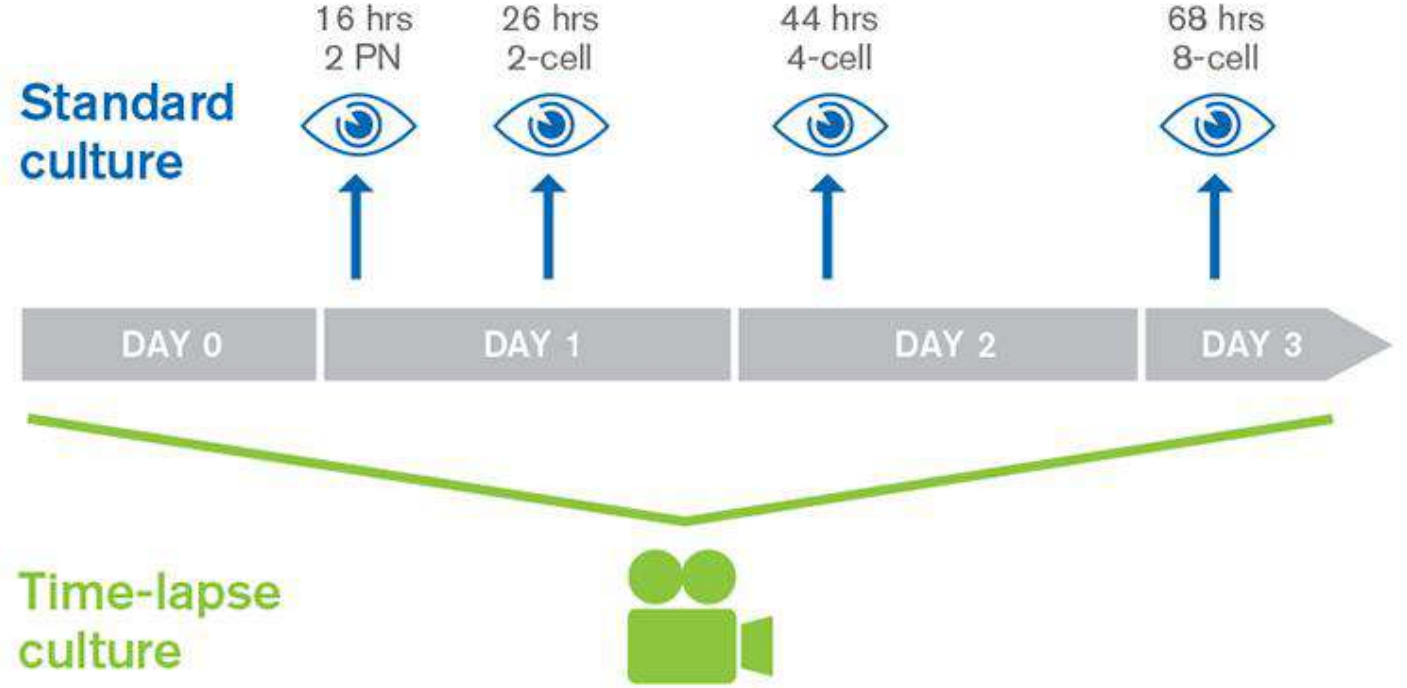 16 hrs
2 PN
26 hrs
2-cell
44 hrs
4-cell
68 hrs
8-cell
Standard
culture
DAY 0
DAY 1
DAY 2
DAY 3
Time-lapse
culture